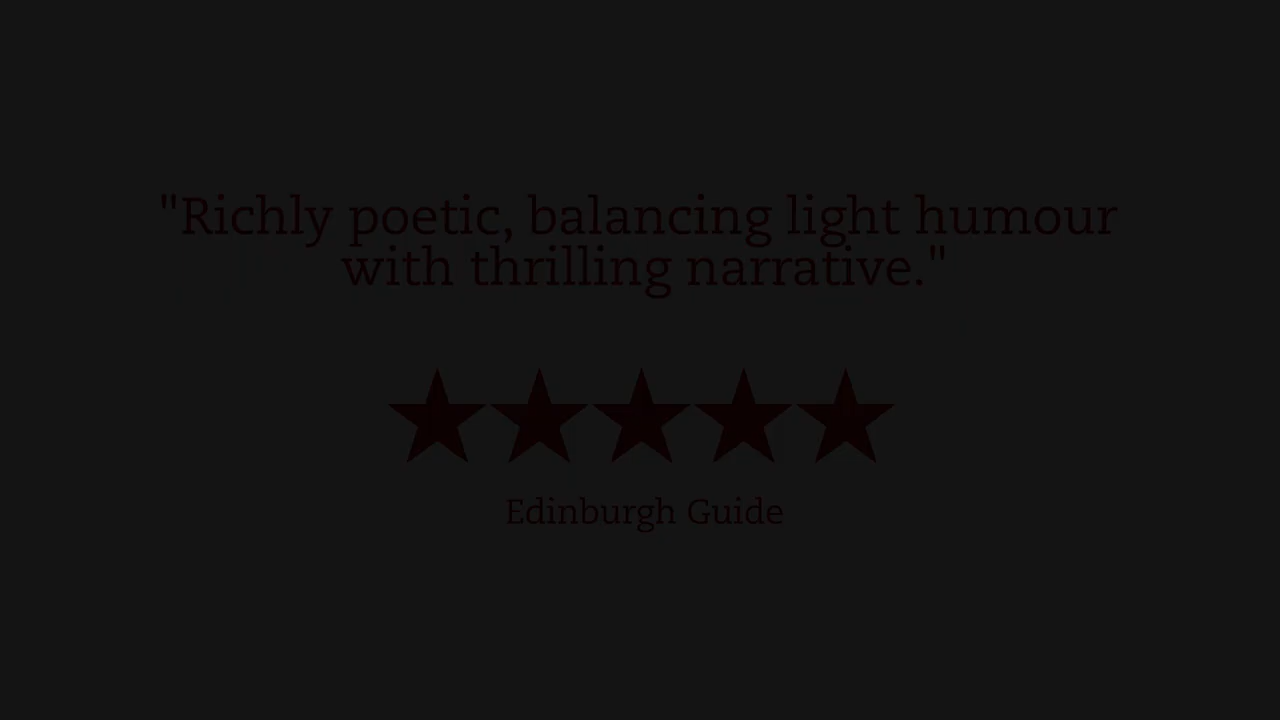 "Richly poetic, balancing light humour
with thrilling narrative."
Edinburgh Guide